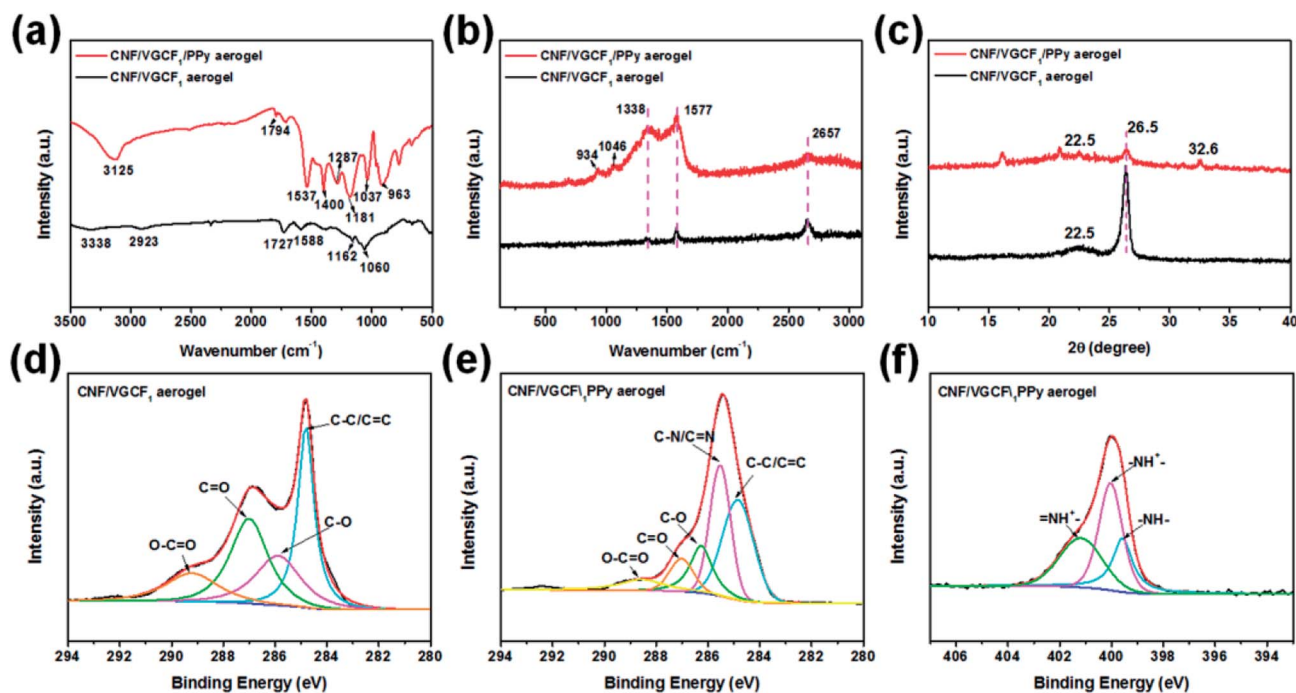 (a)
CNF/VGCF₁/PPy aerogel
CNF/VGCF₁ aerogel
Intensity (a.u.)
3125
1794
1537
1400
1287
1181
1037
963
3338
2923
1727
1588
1162
1060
3500 3000 2500 2000 1500 1000 500
Wavenumber (cm⁻¹)
(b)
CNF/VGCF₁/PPy aerogel
CNF/VGCF₁ aerogel
Intensity (a.u.)
934
1046
1338
1577
2657
500 1000 1500 2000 2500 3000
Wavenumber (cm⁻¹)
(c)
CNF/VGCF₁/PPy aerogel
CNF/VGCF₁ aerogel
Intensity (a.u.)
22.5
26.5
32.6
22.5
10 15 20 25 30 35 40
2θ (degree)
(d)
CNF/VGCF₁ aerogel
Intensity (a.u.)
C-C/C=C
C=O
C-O
O-C=O
294 292 290 288 286 284 282 280
Binding Energy (eV)
(e)
CNF/VGCF\₁PPy aerogel
Intensity (a.u.)
C-N/C=N
C-C/C=C
C-O
C=O
O-C=O
294 292 290 288 286 284 282 280
Binding Energy (eV)
(f)
CNF/VGCF\₁PPy aerogel
Intensity (a.u.)
-NH⁺-
=NH⁺-
-NH-
406 404 402 400 398 396 394
Binding Energy (eV)